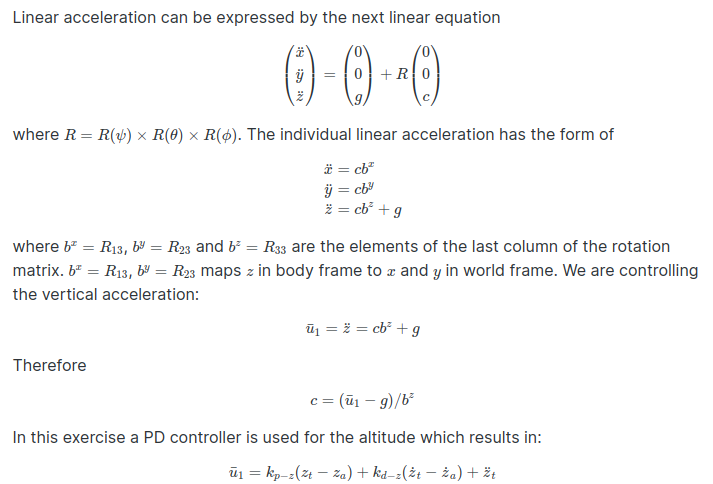 Linear acceleration can be expressed by the next linear equation
$$\begin{pmatrix} \ddot{x} \\ \ddot{y} \\ \ddot{z} \end{pmatrix} = \begin{pmatrix} 0 \\ 0 \\ g \end{pmatrix} + R \begin{pmatrix} 0 \\ 0 \\ c \end{pmatrix}$$
where $R = R(\psi) \times R(\theta) \times R(\phi)$. The individual linear acceleration has the form of
$$\ddot{x} = cb^x$$
$$\ddot{y} = cb^y$$
$$\ddot{z} = cb^z + g$$
where $b^x = R_{13}$, $b^y = R_{23}$ and $b^z = R_{33}$ are the elements of the last column of the rotation
matrix. $b^x = R_{13}$, $b^y = R_{23}$ maps $z$ in body frame to $x$ and $y$ in world frame. We are controlling
the vertical acceleration:
$$\bar{u}_1 = \ddot{z} = cb^z + g$$
Therefore
$$c = (\bar{u}_1 - g)/b^z$$
In this exercise a PD controller is used for the altitude which results in:
$$\bar{u}_1 = k_{p-z}(z_t - z_a) + k_{d-z}(\dot{z}_t - \dot{z}_a) + \ddot{z}_t$$